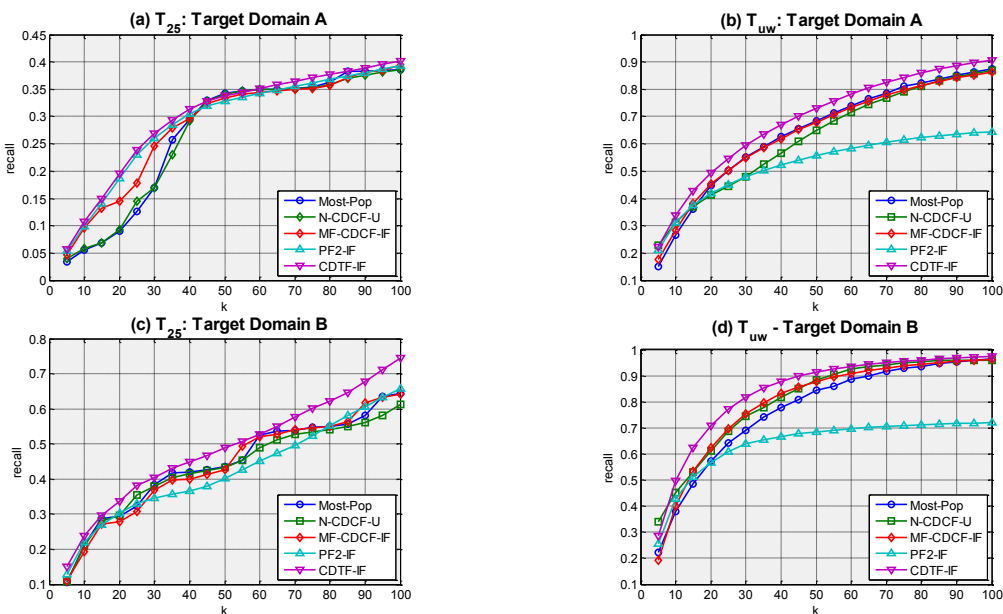 (a) T25: Target Domain A
recall
0.45
0.4
0.35
0.3
0.25
0.2
0.15
0.1
0.05
0
0 10 20 30 40 50 60 70 80 90 100
k
Most-Pop
N-CDCF-U
MF-CDCF-IF
PF2-IF
CDTF-IF
(b) Tuw: Target Domain A
recall
1
0.9
0.8
0.7
0.6
0.5
0.4
0.3
0.2
0.1
0 10 20 30 40 50 60 70 80 90 100
k
Most-Pop
N-CDCF-U
MF-CDCF-IF
PF2-IF
CDTF-IF
(c) T25: Target Domain B
recall
0.8
0.7
0.6
0.5
0.4
0.3
0.2
0.1
0 10 20 30 40 50 60 70 80 90 100
k
Most-Pop
N-CDCF-U
MF-CDCF-IF
PF2-IF
CDTF-IF
(d) Tuw - Target Domain B
recall
1
0.9
0.8
0.7
0.6
0.5
0.4
0.3
0.2
0.1
0 10 20 30 40 50 60 70 80 90 100
k
Most-Pop
N-CDCF-U
MF-CDCF-IF
PF2-IF
CDTF-IF